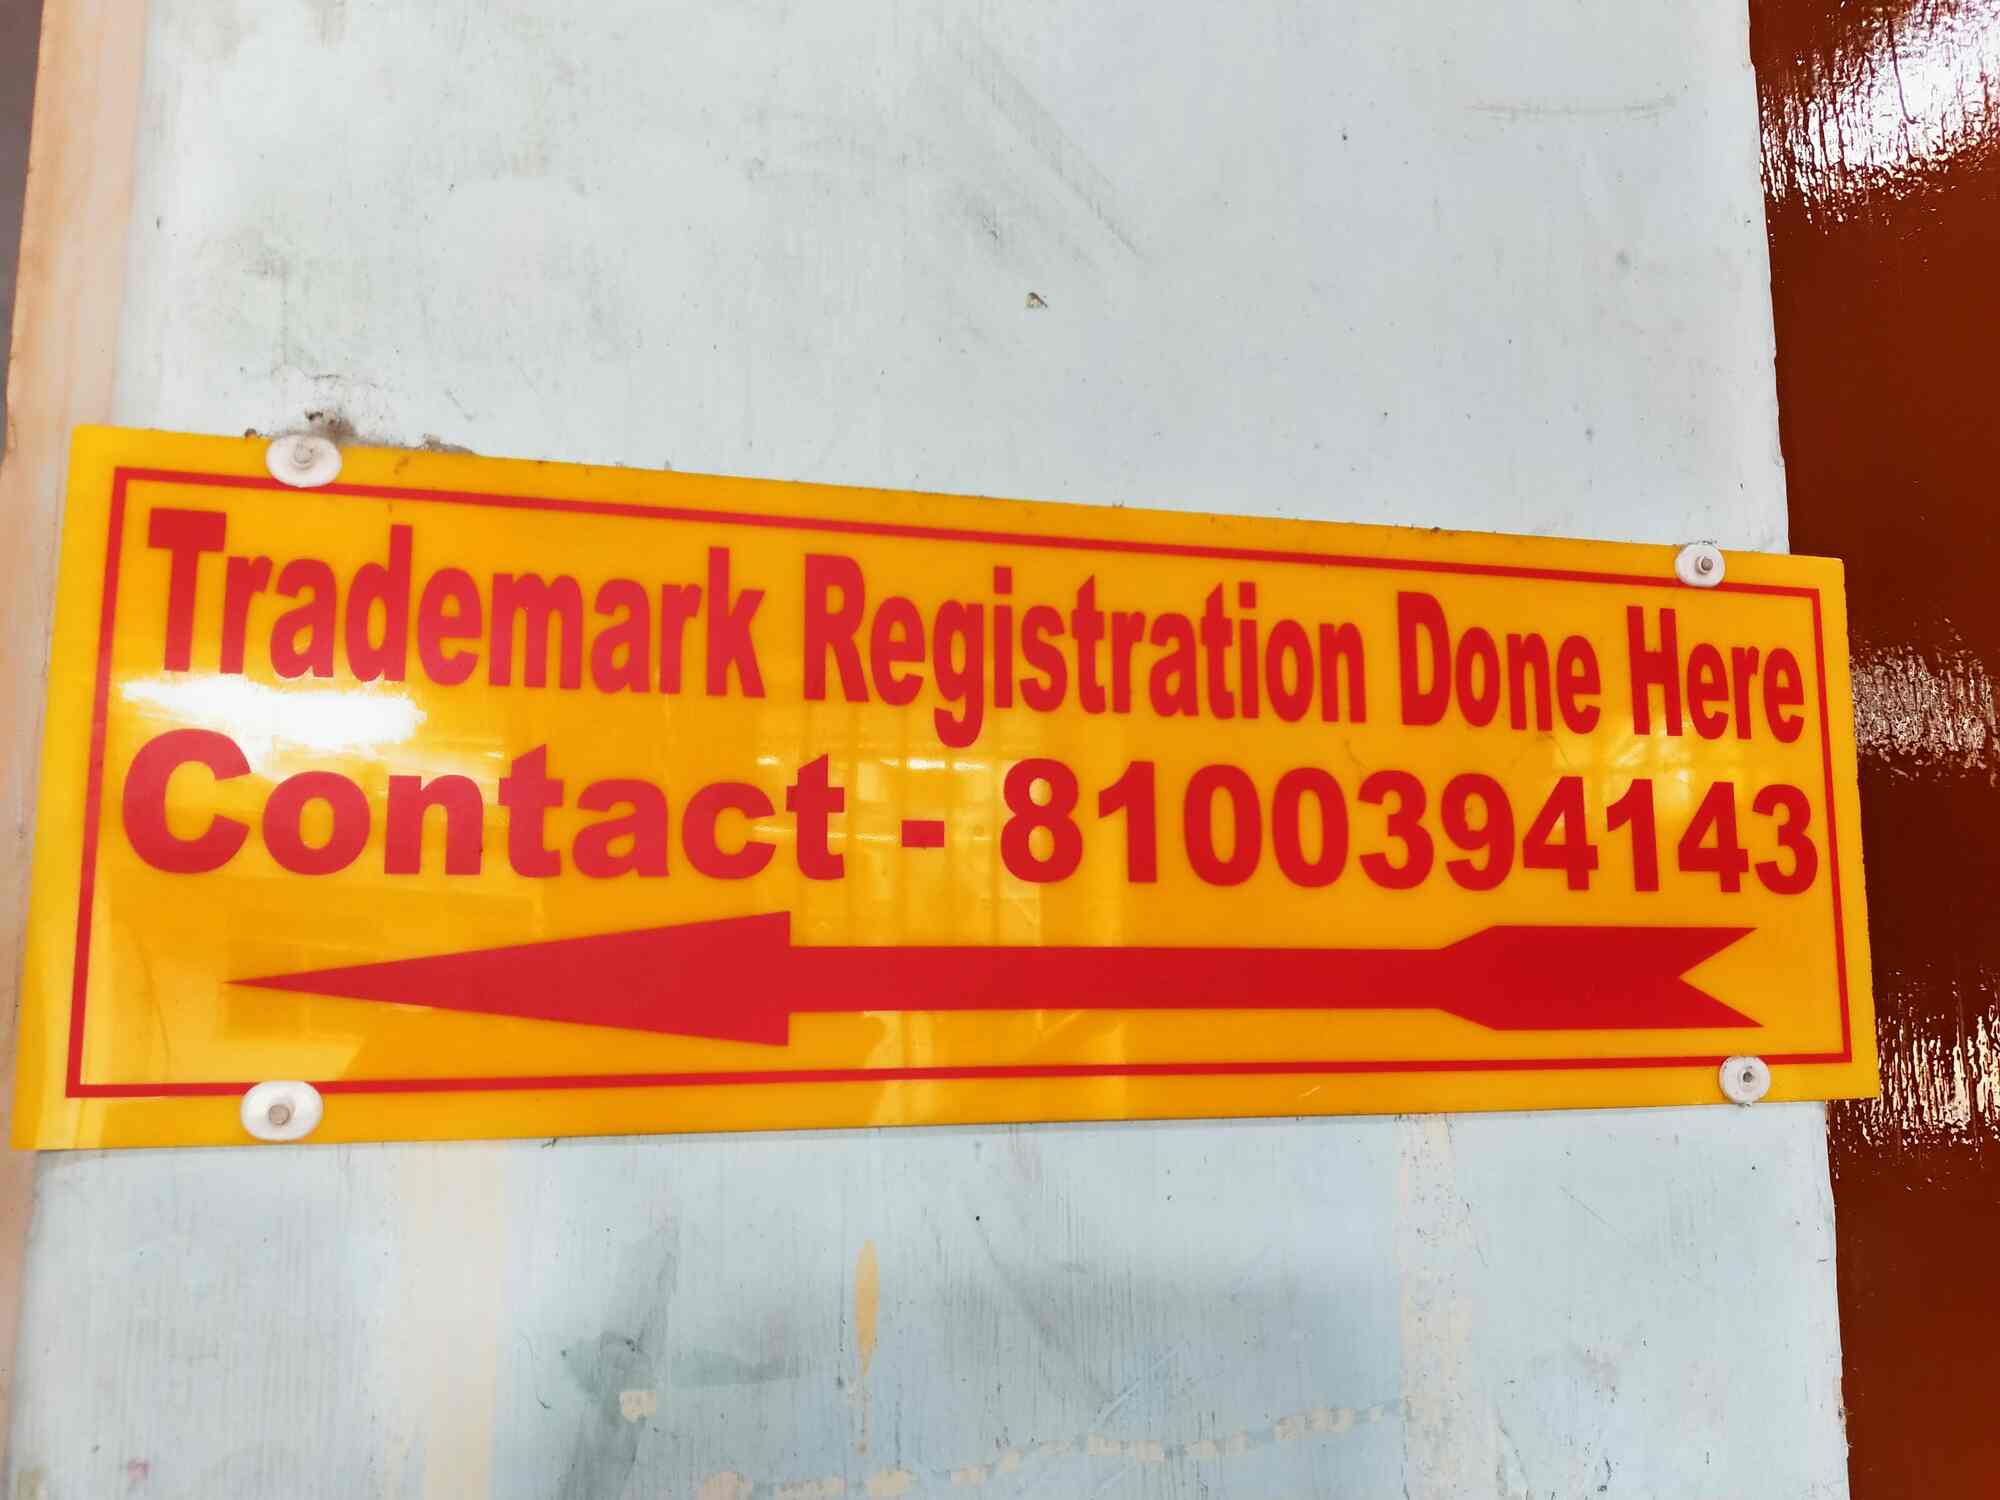 Trademark Registration Done Here
Contact - 8100394143